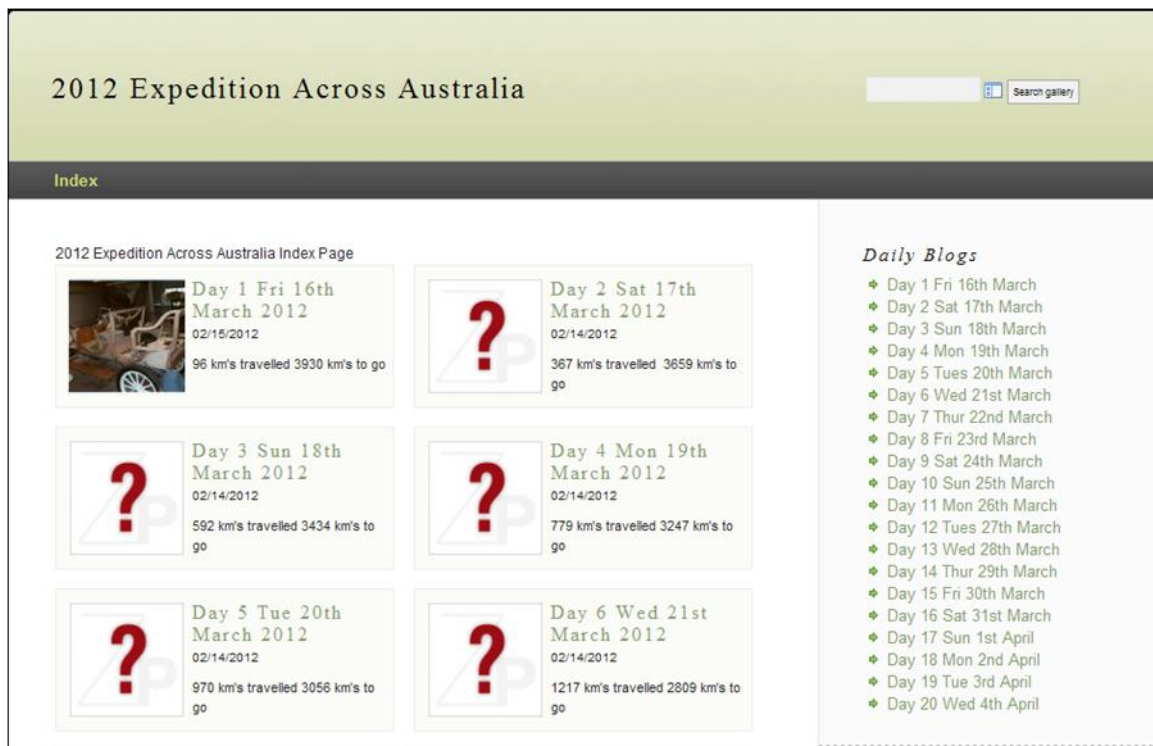 2012 Expedition Across Australia
Search gallery
Index
2012 Expedition Across Australia Index Page
Day 1 Fri 16th
March 2012
02/15/2012
96 km's travelled 3930 km's to go
?
Day 2 Sat 17th
March 2012
02/14/2012
367 km's travelled 3659 km's to
go
?
Day 3 Sun 18th
March 2012
02/14/2012
592 km's travelled 3434 km's to
go
?
Day 4 Mon 19th
March 2012
02/14/2012
779 km's travelled 3247 km's to
go
?
Day 5 Tue 20th
March 2012
02/14/2012
970 km's travelled 3056 km's to
go
?
Day 6 Wed 21st
March 2012
02/14/2012
1217 km's travelled 2809 km's to
go
Daily Blogs
Day 1 Fri 16th March
Day 2 Sat 17th March
Day 3 Sun 18th March
Day 4 Mon 19th March
Day 5 Tues 20th March
Day 6 Wed 21st March
Day 7 Thur 22nd March
Day 8 Fri 23rd March
Day 9 Sat 24th March
Day 10 Sun 25th March
Day 11 Mon 26th March
Day 12 Tues 27th March
Day 13 Wed 28th March
Day 14 Thur 29th March
Day 15 Fri 30th March
Day 16 Sat 31st March
Day 17 Sun 1st April
Day 18 Mon 2nd April
Day 19 Tue 3rd April
Day 20 Wed 4th April